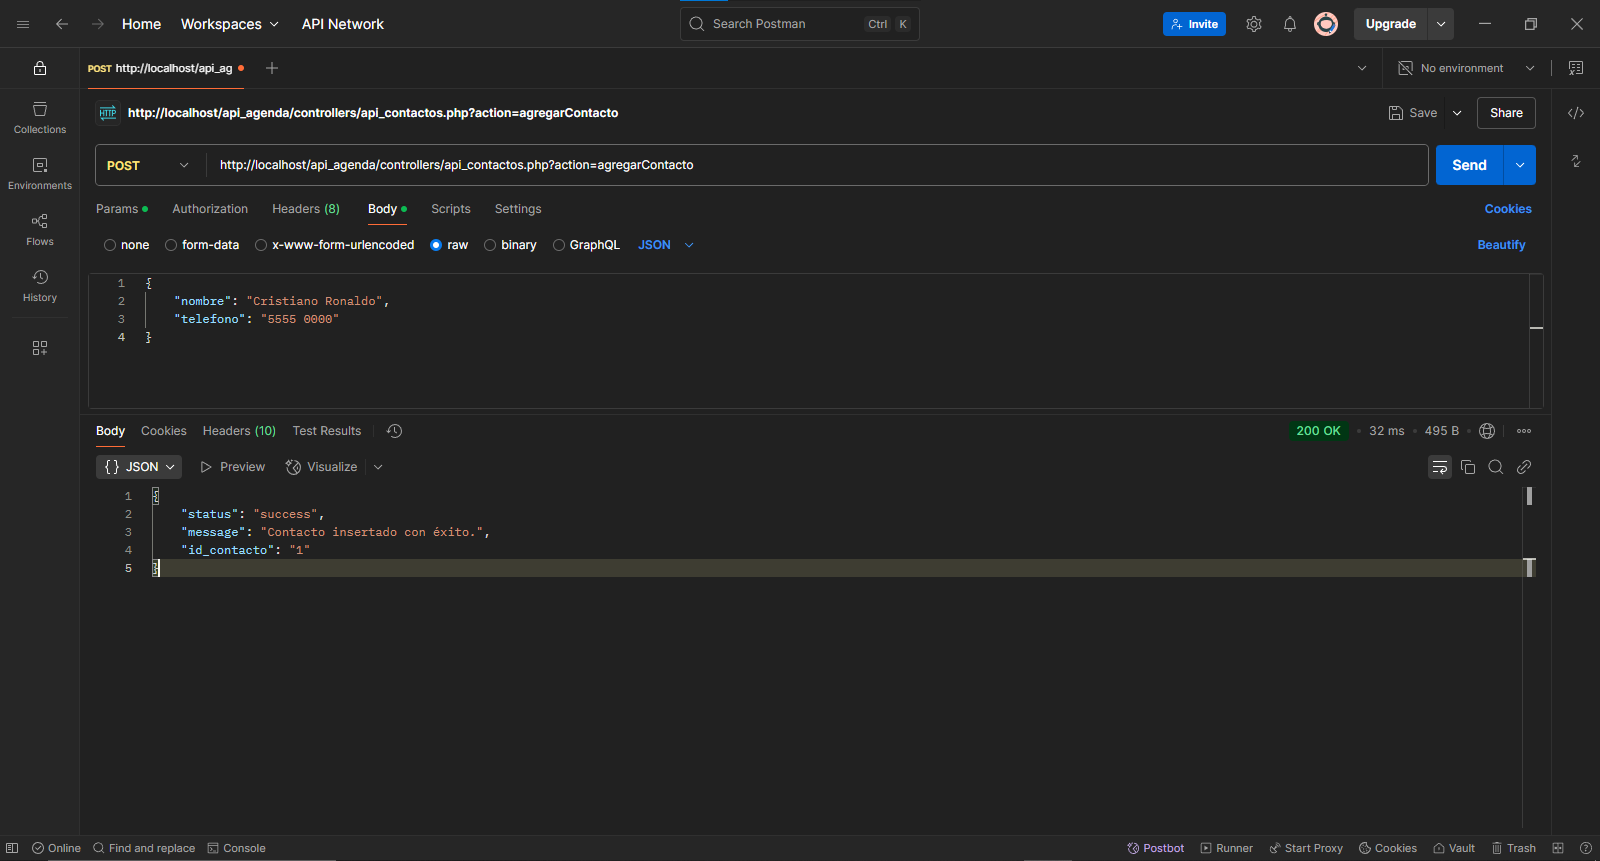 Home Workspaces API Network Search Postman Ctrl K Invite Upgrade
POST http://localhost/api_ag No environment
Collections
Environments
Flows
History
HTTP http://localhost/api_agenda/controllers/api_contactos.php?action=agregarContacto Save Share
POST http://localhost/api_agenda/controllers/api_contactos.php?action=agregarContacto Send
Params Authorization Headers (8) Body Scripts Settings Cookies
none form-data x-www-form-urlencoded raw binary GraphQL JSON Beautify
1 {
2 "nombre": "Cristiano Ronaldo",
3 "telefono": "5555 0000"
4 }
Body Cookies Headers (10) Test Results 200 OK • 32 ms • 495 B •
{} JSON Preview Visualize
1 {
2 "status": "success",
3 "message": "Contacto insertado con éxito.",
4 "id_contacto": "1"
5 }
Online Find and replace Console Postbot Runner Start Proxy Cookies Vault Trash